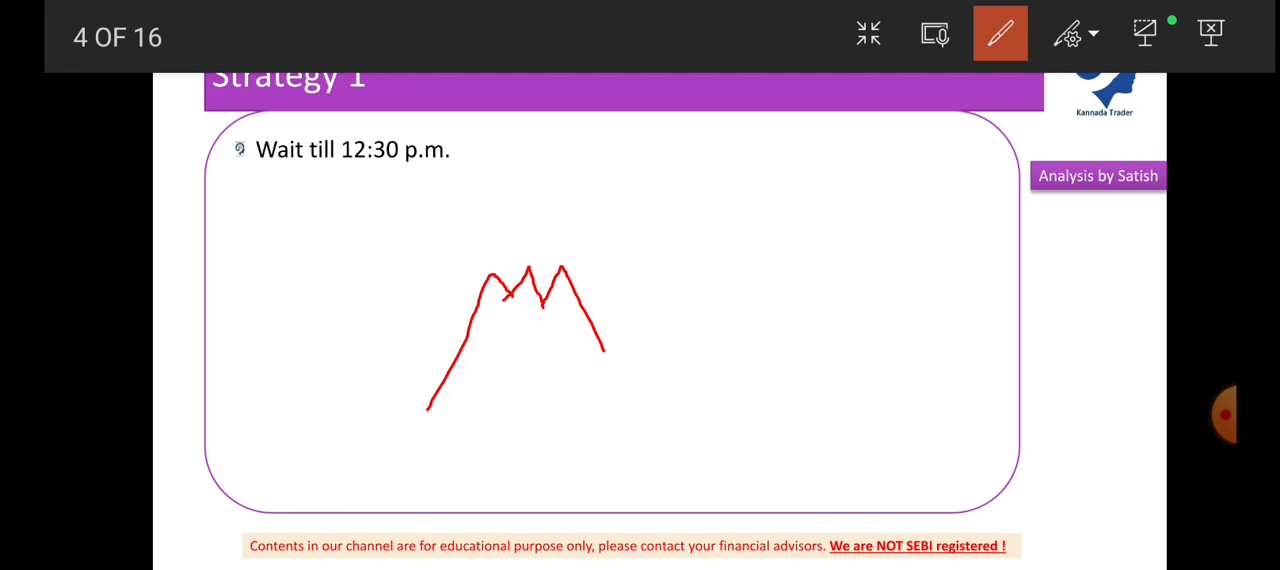 4 OF 16
Strategy 1
Kannada Trader
Wait till 12:30 p.m.
Analysis by Satish
Contents in our channel are for educational purpose only, please contact your financial advisors. We are NOT SEBI registered !